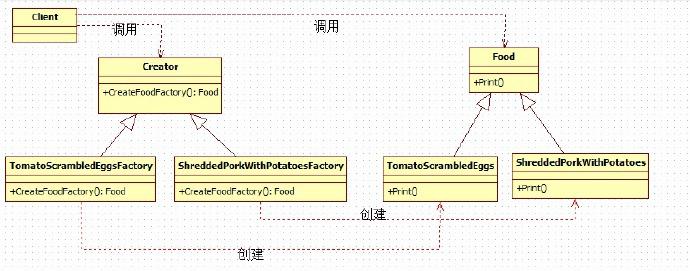 Client
调用
调用
Creator
+CreateFoodFactory(): Food
Food
+Print()
TomatoScrambledEggsFactory
+CreateFoodFactory(): Food
ShreddedPorkWithPotatoesFactory
+CreateFoodFactory(): Food
TomatoScrambledEggs
+Print()
ShreddedPorkWithPotatoes
+Print()
创建
创建